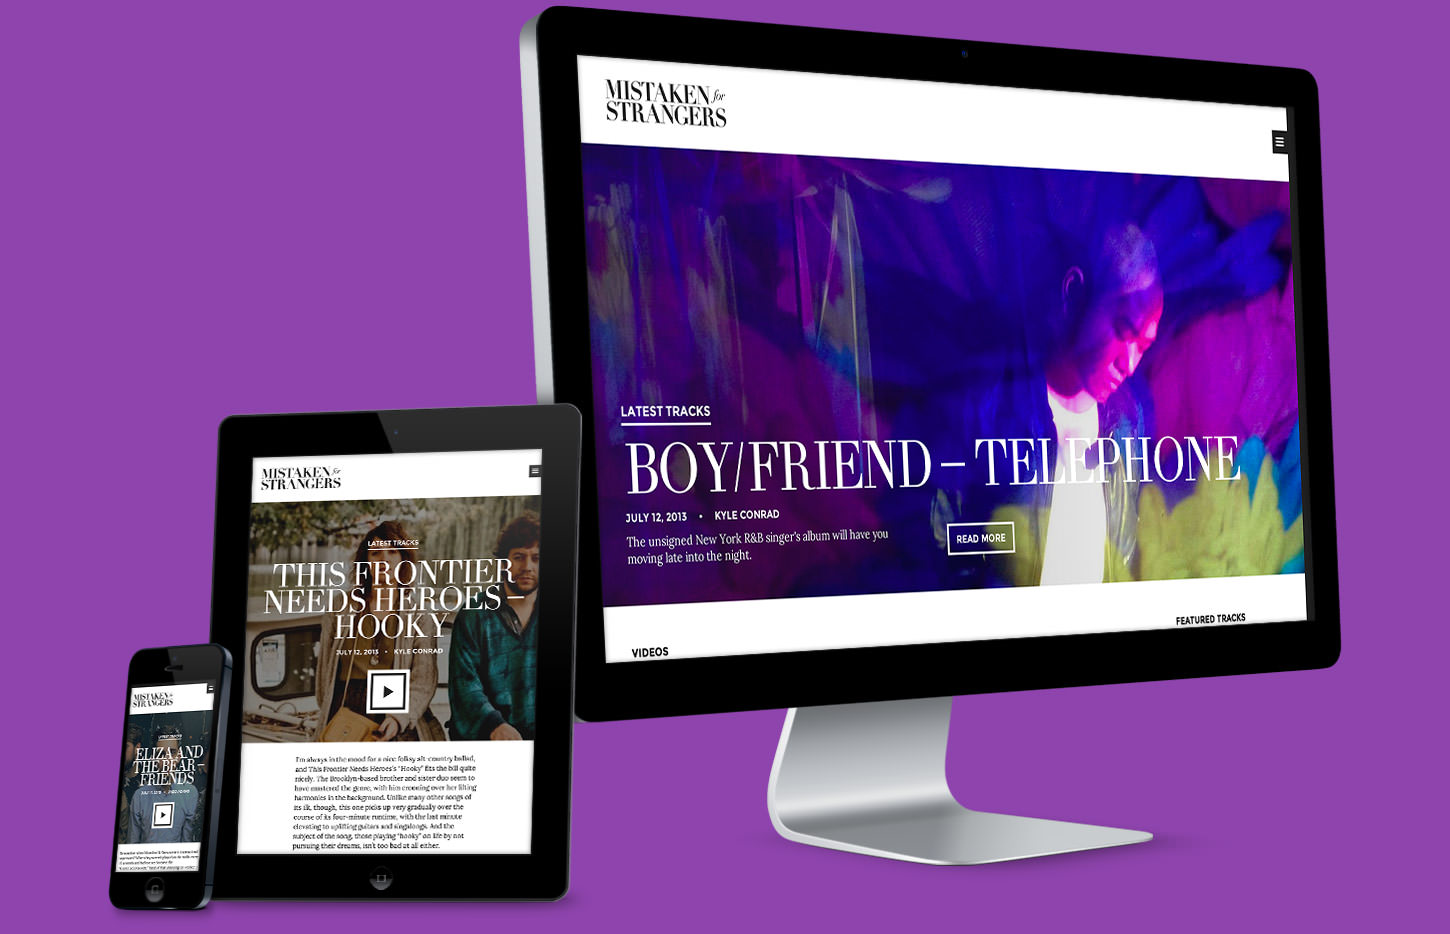 MISTAKEN for
STRANGERS
LATEST TRACKS
BOY/FRIEND – TELEPHONE
JULY 12, 2013 • KYLE CONRAD
The unsigned New York R&B singer's album will have you
moving late into the night.
READ MORE
VIDEOS
FEATURED TRACKS
MISTAKEN for
STRANGERS
LATEST TRACKS
THIS FRONTIER
NEEDS HEROES –
HOOKY
JULY 12, 2013 • KYLE CONRAD
I'm always in the mood for a nice folksy alt-country ballad,
and This Frontier Needs Heroes's "Hooky" fits the bill quite
nicely. The Brooklyn-based brother and sister duo seem to
have mastered the genre, with him crooning over her lilting
harmonies in the background. Unlike many other songs of
its ilk, though, this one picks up very gradually over the
course of its four-minute runtime, with the last minute
elevating to uplifting guitars and singalongs. And the
subject of the song, those playing "hooky" on life by not
pursuing their dreams, isn't too bad at all either.
MISTAKEN
STRANGERS
LATEST TRACKS
ELIZA AND
THE BEAR –
FRIENDS